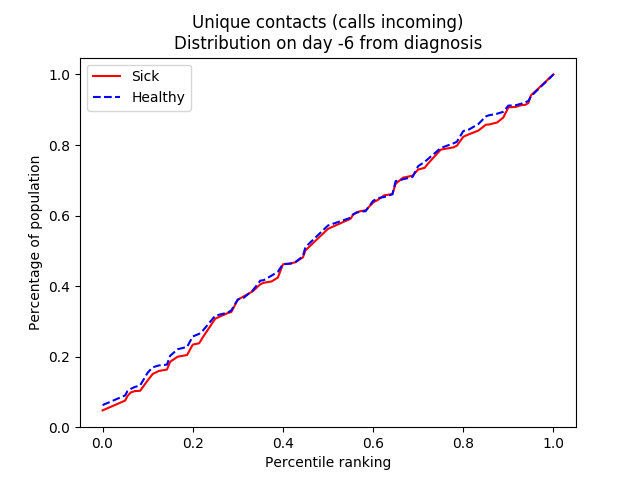 Unique contacts (calls incoming)
Distribution on day -6 from diagnosis
Sick
Healthy
1.0
0.8
0.6
0.4
0.2
0.0
Percentage of population
0.0 0.2 0.4 0.6 0.8 1.0
Percentile ranking